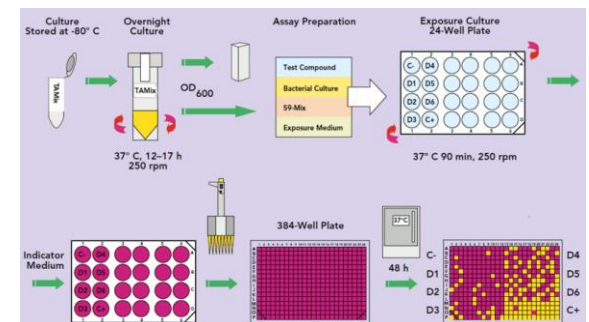 Culture
Stored at -80° C
Overnight
Culture
Assay Preparation
Exposure Culture
24-Well Plate
TAMix
TAMix
OD600
Test Compound
Bacterial Culture
S9-Mix
Exposure Medium
C- D4
D1 D5
D2 D6
D3 C+
37° C, 12–17 h
250 rpm
37° C 90 min, 250 rpm
Indicator
Medium
C- D4
D1 D5
D2 D6
D3 C+
384-Well Plate
37°C
48 h
C-
D1
D2
D3
D4
D5
D6
C+